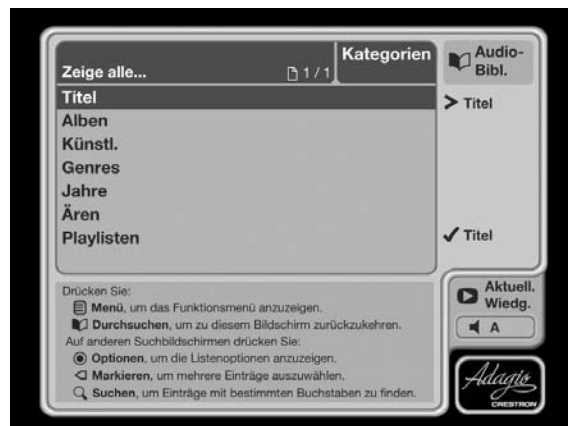 Kategorien
Zeige alle... 1 / 1
Titel
Alben
Künstl.
Genres
Jahre
Ären
Playlisten
Drücken Sie:
Menü, um das Funktionsmenü anzuzeigen.
Durchsuchen, um zu diesem Bildschirm zurückzukehren.
Auf anderen Suchbildschirmen drücken Sie:
Optionen, um die Listenoptionen anzuzeigen.
Markieren, um mehrere Einträge auszuwählen.
Suchen, um Einträge mit bestimmten Buchstaben zu finden.
Audio-
Bibl.
> Titel
✓ Titel
Aktuell.
Wiedg.
A
Adagio
CRESTRON